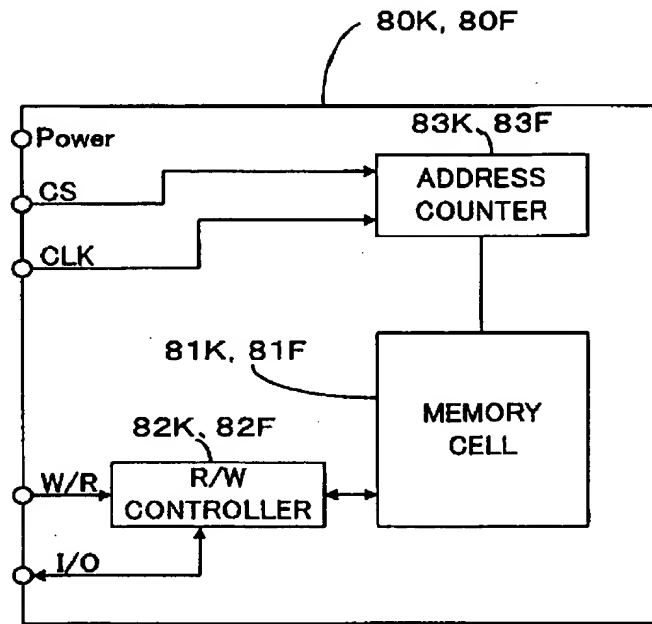 80K, 80F
Power
83K、83F
CS
ADDRESS
COUNTER
CLK
81K, 81F
MEMORY
CELL
82K、82F
W/R
R/W
CONTROLLER
I/O